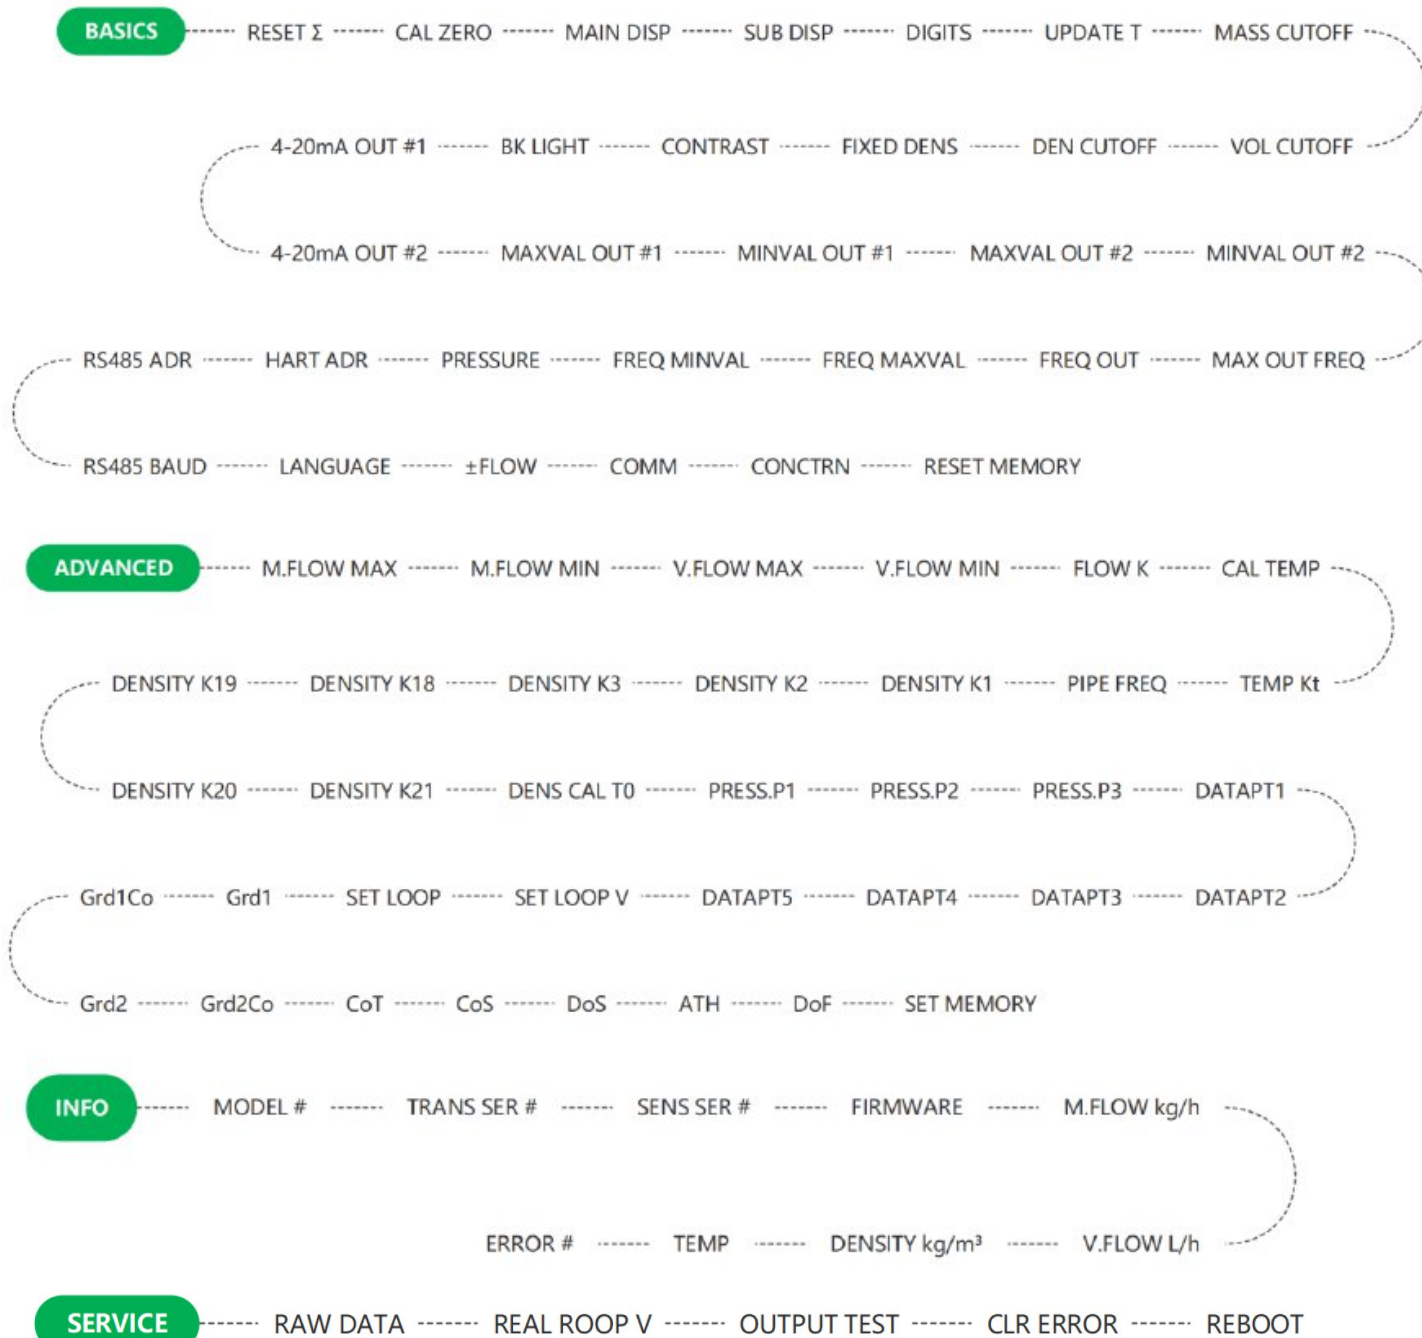 BASICS RESET Σ CAL ZERO MAIN DISP SUB DISP DIGITS UPDATE T MASS CUTOFF
4-20mA OUT #1 BK LIGHT CONTRAST FIXED DENS DEN CUTOFF VOL CUTOFF
4-20mA OUT #2 MAXVAL OUT #1 MINVAL OUT #1 MAXVAL OUT #2 MINVAL OUT #2
RS485 ADR HART ADR PRESSURE FREQ MINVAL FREQ MAXVAL FREQ OUT MAX OUT FREQ
RS485 BAUD LANGUAGE ±FLOW COMM CONCTRN RESET MEMORY
ADVANCED M.FLOW MAX M.FLOW MIN V.FLOW MAX V.FLOW MIN FLOW K CAL TEMP
DENSITY K19 DENSITY K18 DENSITY K3 DENSITY K2 DENSITY K1 PIPE FREQ TEMP Kt
DENSITY K20 DENSITY K21 DENS CAL T0 PRESS.P1 PRESS.P2 PRESS.P3 DATAPT1
Grd1Co Grd1 SET LOOP SET LOOP V DATAPT5 DATAPT4 DATAPT3 DATAPT2
Grd2 Grd2Co CoT CoS DoS ATH DoF SET MEMORY
INFO MODEL # TRANS SER # SENS SER # FIRMWARE M.FLOW kg/h
ERROR # TEMP DENSITY kg/m³ V.FLOW L/h
SERVICE RAW DATA REAL ROOP V OUTPUT TEST CLR ERROR REBOOT